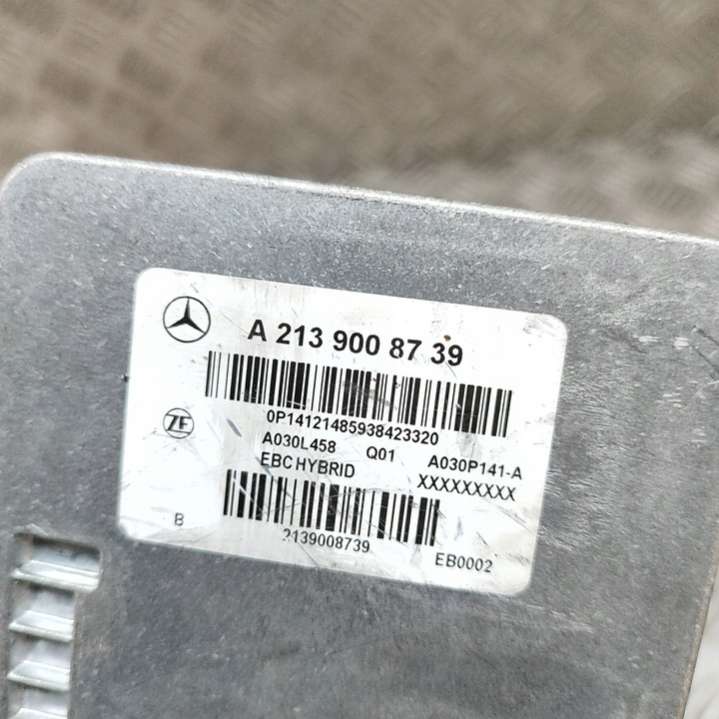 A 213 900 87 39
0P14121485938423320
ZF
A030L458 Q01 A030P141-A
EBC HYBRID XXXXXXXXX
B
2139008739
EB0002